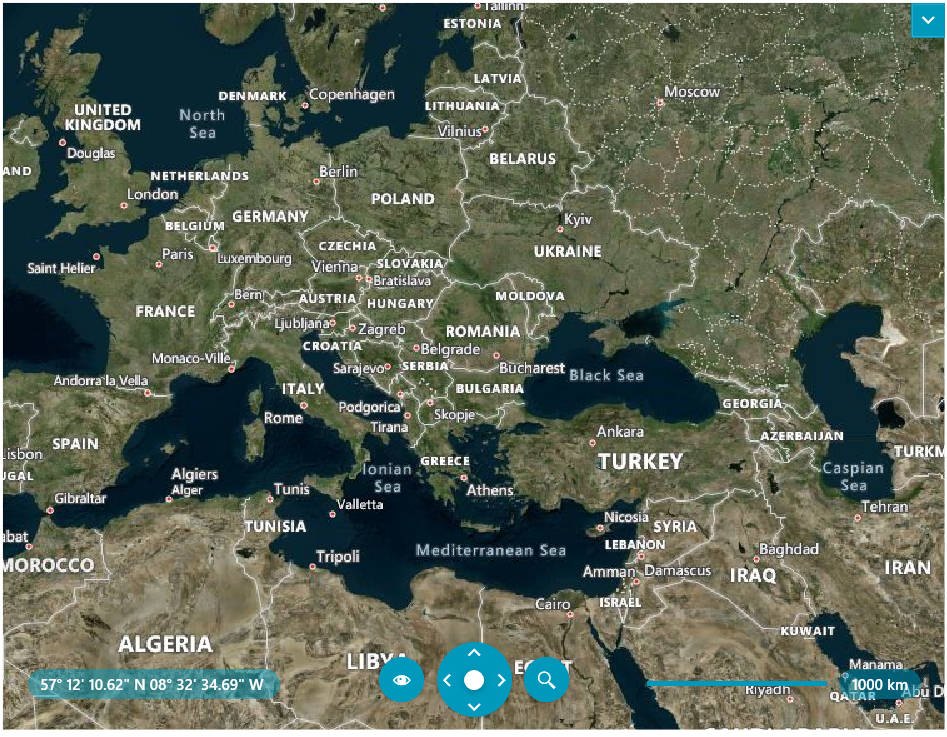 Tallinn
ESTONIA
LATVIA
Moscow
DENMARK
Copenhagen
LITHUANIA
UNITED
KINGDOM
North
Sea
Vilnius
Douglas
BELARUS
AND
NETHERLANDS
Berlin
London
POLAND
GERMANY
Kyiv
BELGIUM
CZECHIA
UKRAINE
Paris
Luxembourg
SLOVAKIA
Saint Helier
Vienna
Bratislava
Bern
AUSTRIA
HUNGARY
MOLDOVA
FRANCE
Ljubljana
Zagreb
ROMANIA
CROATIA
Belgrade
Monaco-Ville
Sarajevo
SERBIA
Bucharest
Black Sea
Andorra la Vella
ITALY
BULGARIA
Podgorica
GEORGIA
Rome
Skopje
Tirana
Ankara
AZERBAIJAN
SPAIN
Lisbon
GREECE
TURKEY
TURKM
UGAL
Ionian
Sea
Caspian
Sea
Algiers
Alger
Tunis
Athens
Gibraltar
Valletta
Tehran
Nicosia
TUNISIA
SYRIA
abat
LEBANON
Mediterranean Sea
Baghdad
Tripoli
MOROCCO
Amman
Damascus
IRAQ
IRAN
Cairo
ISRAEL
KUWAIT
ALGERIA
LIBYA
EGYPT
Manama
57° 12' 10.62" N 08° 32' 34.69" W
1000 km
Riyadh
QATAR
Abu D
U.A.E.
SAUDI ARABIA